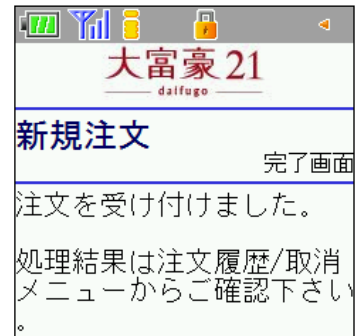 大富豪21
daifugo
新規注文
完了画面
注文を受け付けました。
処理結果は注文履歴/取消
メニューからご確認下さい
。